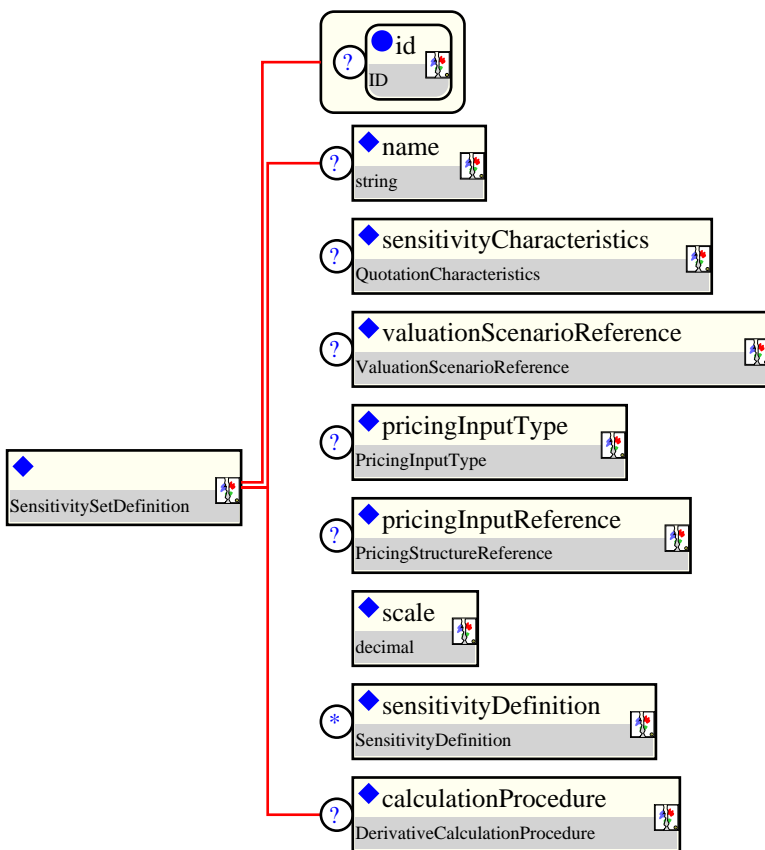 ? id
ID
? name
string
? sensitivityCharacteristics
QuotationCharacteristics
? valuationScenarioReference
ValuationScenarioReference
? pricingInputType
PricingInputType
SensitivitySetDefinition
? pricingInputReference
PricingStructureReference
scale
decimal
* sensitivityDefinition
SensitivityDefinition
? calculationProcedure
DerivativeCalculationProcedure